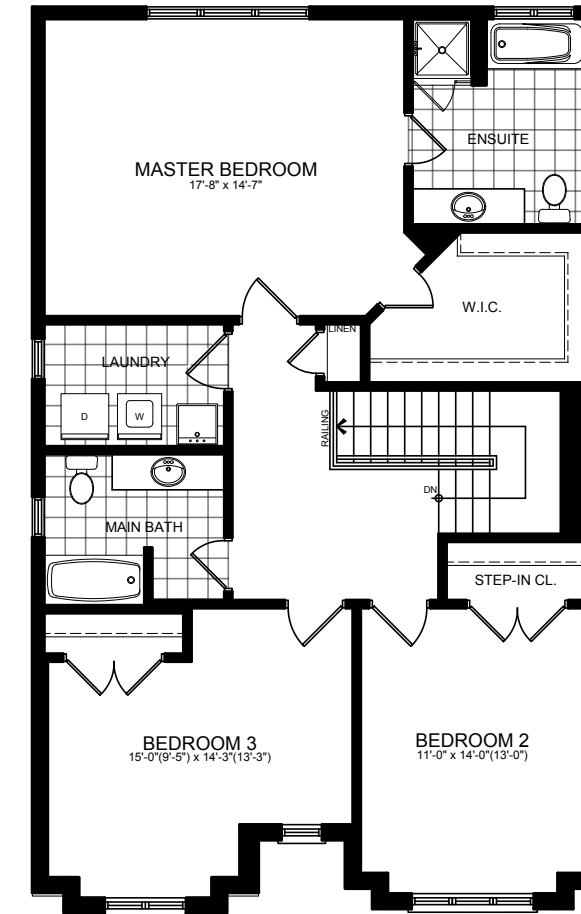 ENSUITE
MASTER BEDROOM
17'-8" x 14'-7"
W.I.C.
LINEN
LAUNDRY
D
W
RAILING
DN
MAIN BATH
STEP-IN CL.
BEDROOM 3
15'-0"(9'-5") x 14'-3"(13'-3")
BEDROOM 2
11'-0" x 14'-0"(13'-0")